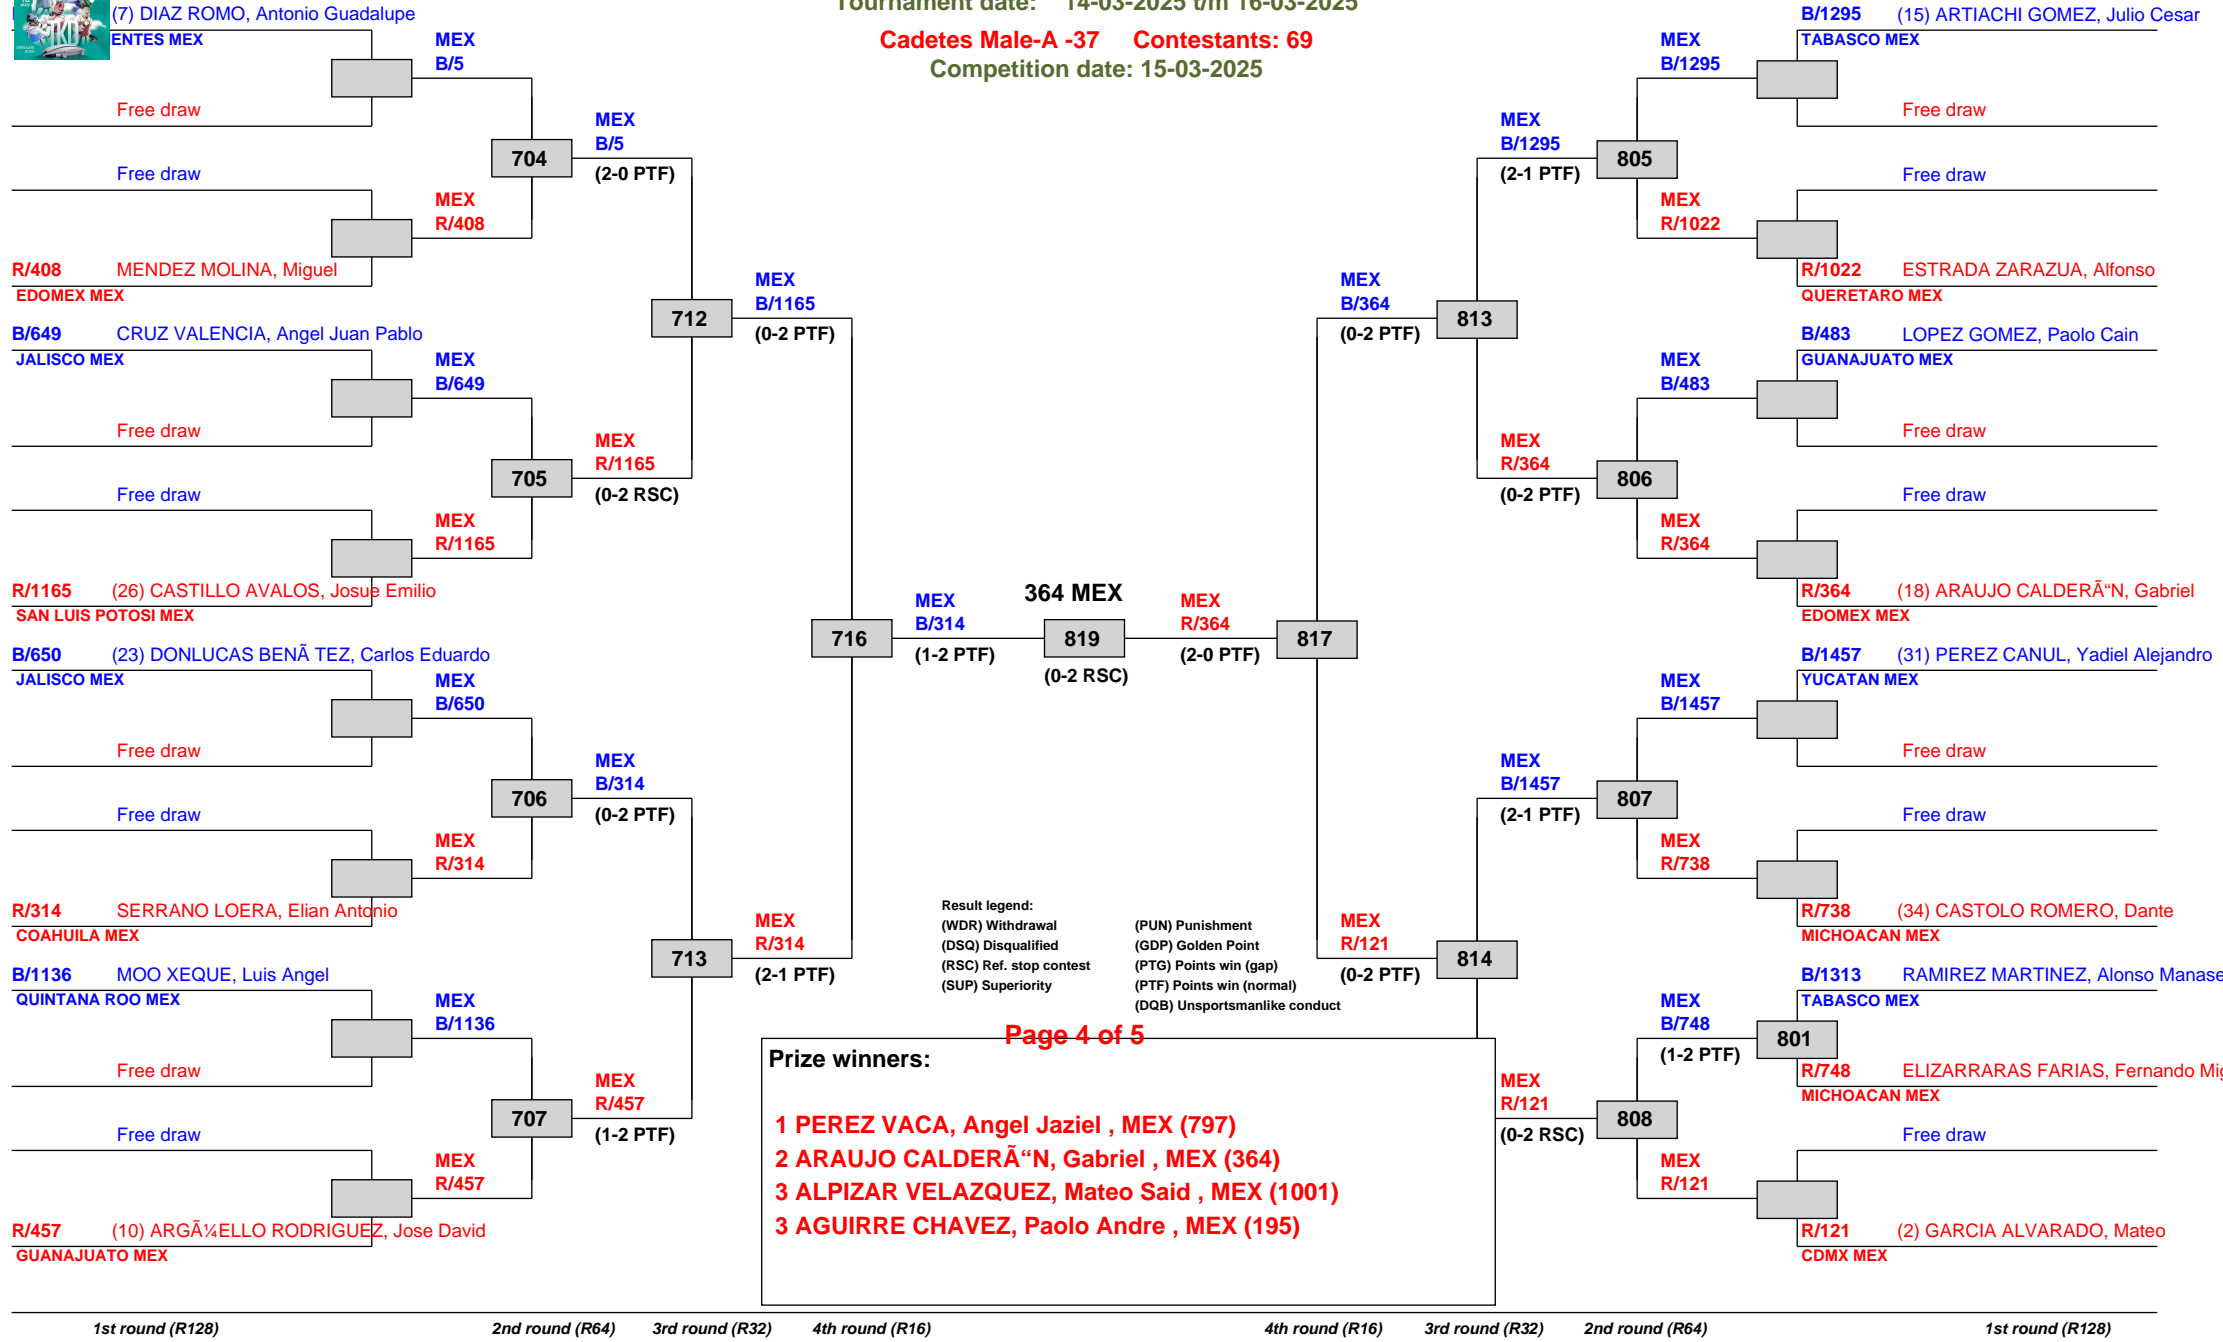 Tournament date: 14-03-2025 t/m 16-03-2025
Cadetes Male-A -37 Contestants: 69
Competition date: 15-03-2025
(7) DIAZ ROMO, Antonio Guadalupe
ENTES MEX
Free draw
Free draw
R/408 MENDEZ MOLINA, Miguel
EDOMEX MEX
B/649 CRUZ VALENCIA, Angel Juan Pablo
JALISCO MEX
Free draw
Free draw
R/1165 (26) CASTILLO AVALOS, Josue Emilio
SAN LUIS POTOSI MEX
B/650 (23) DONLUCAS BENÃ TEZ, Carlos Eduardo
JALISCO MEX
Free draw
Free draw
R/314 SERRANO LOERA, Elian Antonio
COAHUILA MEX
B/1136 MOO XEQUE, Luis Angel
QUINTANA ROO MEX
Free draw
Free draw
R/457 (10) ARGÃ¼ELLO RODRIGUEZ, Jose David
GUANAJUATO MEX
MEX
B/5
MEX
R/408
MEX
B/649
MEX
R/1165
MEX
B/650
MEX
R/314
MEX
B/1136
MEX
R/457
704
705
706
707
MEX
B/5
(2-0 PTF)
MEX
R/1165
(0-2 RSC)
MEX
B/314
(0-2 PTF)
MEX
R/457
(1-2 PTF)
712
713
MEX
B/1165
(0-2 PTF)
MEX
R/314
(2-1 PTF)
716
MEX
B/314
(1-2 PTF)
364 MEX
819
(0-2 RSC)
MEX
R/364
(2-0 PTF)
817
MEX
B/364
(0-2 PTF)
MEX
R/121
(0-2 PTF)
813
814
MEX
B/1295
(2-1 PTF)
MEX
R/364
(0-2 PTF)
MEX
B/1457
(2-1 PTF)
MEX
R/121
(0-2 RSC)
805
806
807
808
MEX
B/1295
MEX
R/1022
MEX
B/483
MEX
R/364
MEX
B/1457
MEX
R/738
MEX
B/748
(1-2 PTF)
MEX
R/121
801
B/1295 (15) ARTIACHI GOMEZ, Julio Cesar
TABASCO MEX
Free draw
Free draw
R/1022 ESTRADA ZARAZUA, Alfonso
QUERETARO MEX
B/483 LOPEZ GOMEZ, Paolo Cain
GUANAJUATO MEX
Free draw
Free draw
R/364 (18) ARAUJO CALDERÃ“N, Gabriel
EDOMEX MEX
B/1457 (31) PEREZ CANUL, Yadiel Alejandro
YUCATAN MEX
Free draw
Free draw
R/738 (34) CASTOLO ROMERO, Dante
MICHOACAN MEX
B/1313 RAMIREZ MARTINEZ, Alonso Manase
TABASCO MEX
R/748 ELIZARRARAS FARIAS, Fernando Mig
MICHOACAN MEX
Free draw
R/121 (2) GARCIA ALVARADO, Mateo
CDMX MEX
Result legend:
(WDR) Withdrawal
(DSQ) Disqualified
(RSC) Ref. stop contest
(SUP) Superiority
(PUN) Punishment
(GDP) Golden Point
(PTG) Points win (gap)
(PTF) Points win (normal)
(DQB) Unsportsmanlike conduct
Page 4 of 5
Prize winners:
1 PEREZ VACA, Angel Jaziel , MEX (797)
2 ARAUJO CALDERÃ“N, Gabriel , MEX (364)
3 ALPIZAR VELAZQUEZ, Mateo Said , MEX (1001)
3 AGUIRRE CHAVEZ, Paolo Andre , MEX (195)
1st round (R128) 2nd round (R64) 3rd round (R32) 4th round (R16) 4th round (R16) 3rd round (R32) 2nd round (R64) 1st round (R128)